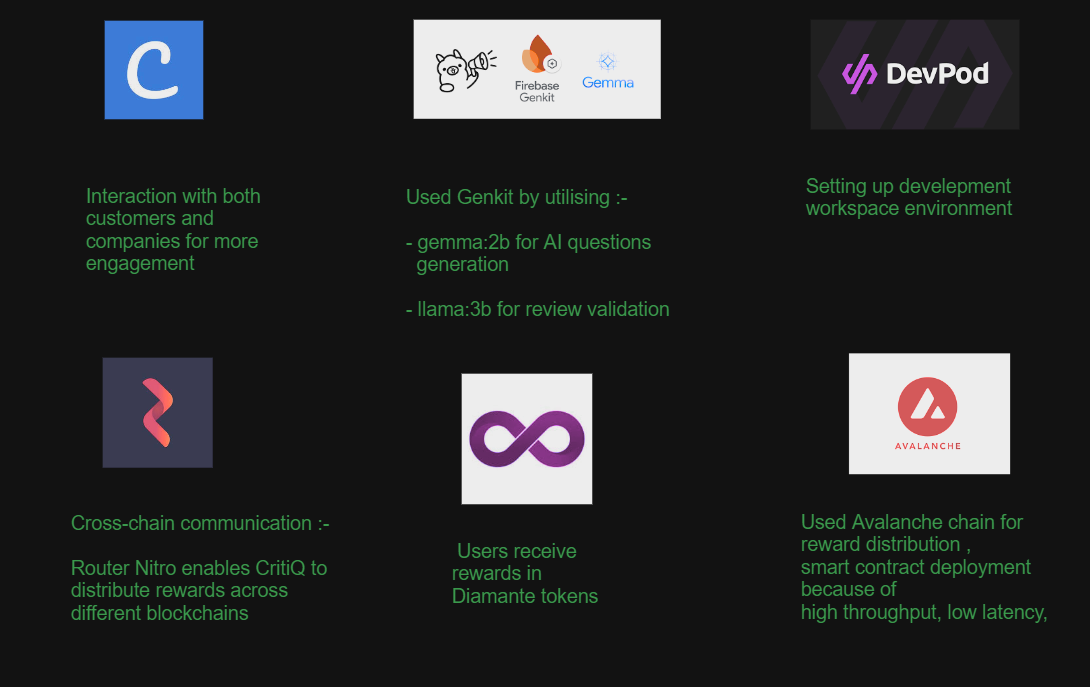 C
Firebase
Genkit
Gemma
DevPod
Interaction with both
customers and
companies for more
engagement
Used Genkit by utilising :-
- gemma:2b for AI questions
generation
- llama:3b for review validation
Setting up develepment
workspace environment
AVALANCHE
Cross-chain communication :-
Router Nitro enables CritiQ to
distribute rewards across
different blockchains
Users receive
rewards in
Diamante tokens
Used Avalanche chain for
reward distribution ,
smart contract deployment
because of
high throughput, low latency,